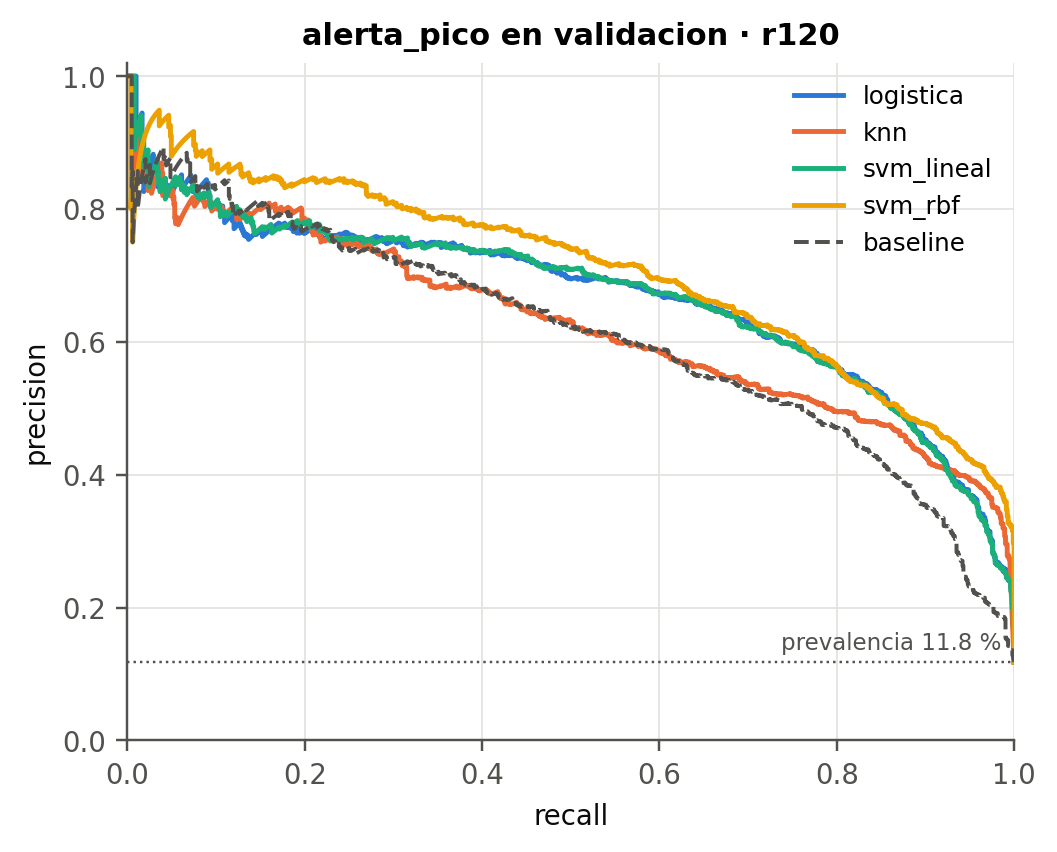 alerta_pico en validacion · r120
logistica
knn
svm_lineal
svm_rbf
baseline
precision
1.0
0.8
0.6
0.4
0.2
0.0
prevalencia 11.8 %
0.0 0.2 0.4 0.6 0.8 1.0
recall